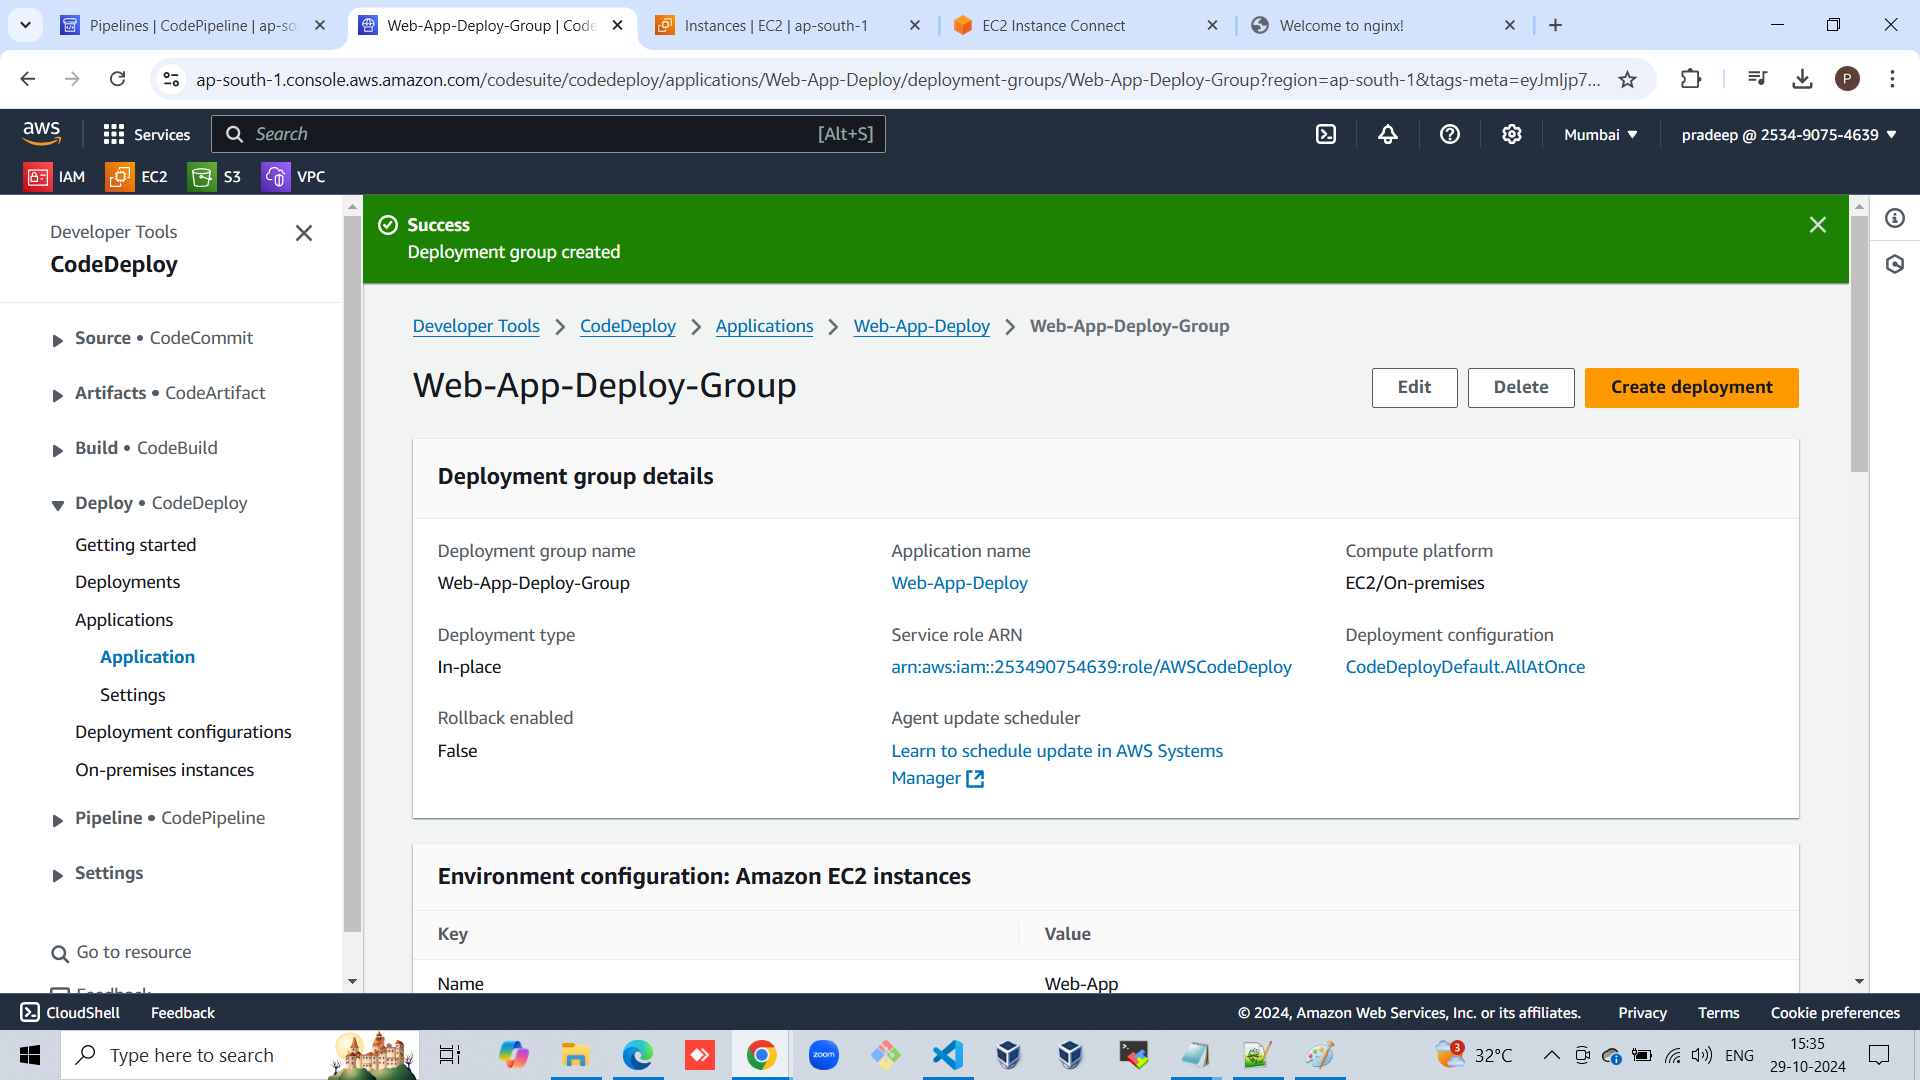 Pipelines | CodePipeline | ap-so
Web-App-Deploy-Group | Code
Instances | EC2 | ap-south-1
EC2 Instance Connect
Welcome to nginx!
ap-south-1.console.aws.amazon.com/codesuite/codedeploy/applications/Web-App-Deploy/deployment-groups/Web-App-Deploy-Group?region=ap-south-1&tags-meta=eyJmIjp7...
P
aws
Services
Search
[Alt+S]
Mumbai
pradeep @ 2534-9075-4639
IAM
EC2
S3
VPC
Developer Tools
CodeDeploy
Source • CodeCommit
Artifacts • CodeArtifact
Build • CodeBuild
Deploy • CodeDeploy
Getting started
Deployments
Applications
Application
Settings
Deployment configurations
On-premises instances
Pipeline • CodePipeline
Settings
Go to resource
Feedback
Success
Deployment group created
Developer Tools
CodeDeploy
Applications
Web-App-Deploy
Web-App-Deploy-Group
Web-App-Deploy-Group
Edit
Delete
Create deployment
Deployment group details
Deployment group name
Web-App-Deploy-Group
Application name
Web-App-Deploy
Compute platform
EC2/On-premises
Deployment type
In-place
Service role ARN
arn:aws:iam::253490754639:role/AWSCodeDeploy
Deployment configuration
CodeDeployDefault.AllAtOnce
Rollback enabled
False
Agent update scheduler
Learn to schedule update in AWS Systems
Manager
Environment configuration: Amazon EC2 instances
Key
Value
Name
Web-App
CloudShell
Feedback
© 2024, Amazon Web Services, Inc. or its affiliates.
Privacy
Terms
Cookie preferences
Type here to search
zoom
3
32°C
ENG
15:35
29-10-2024